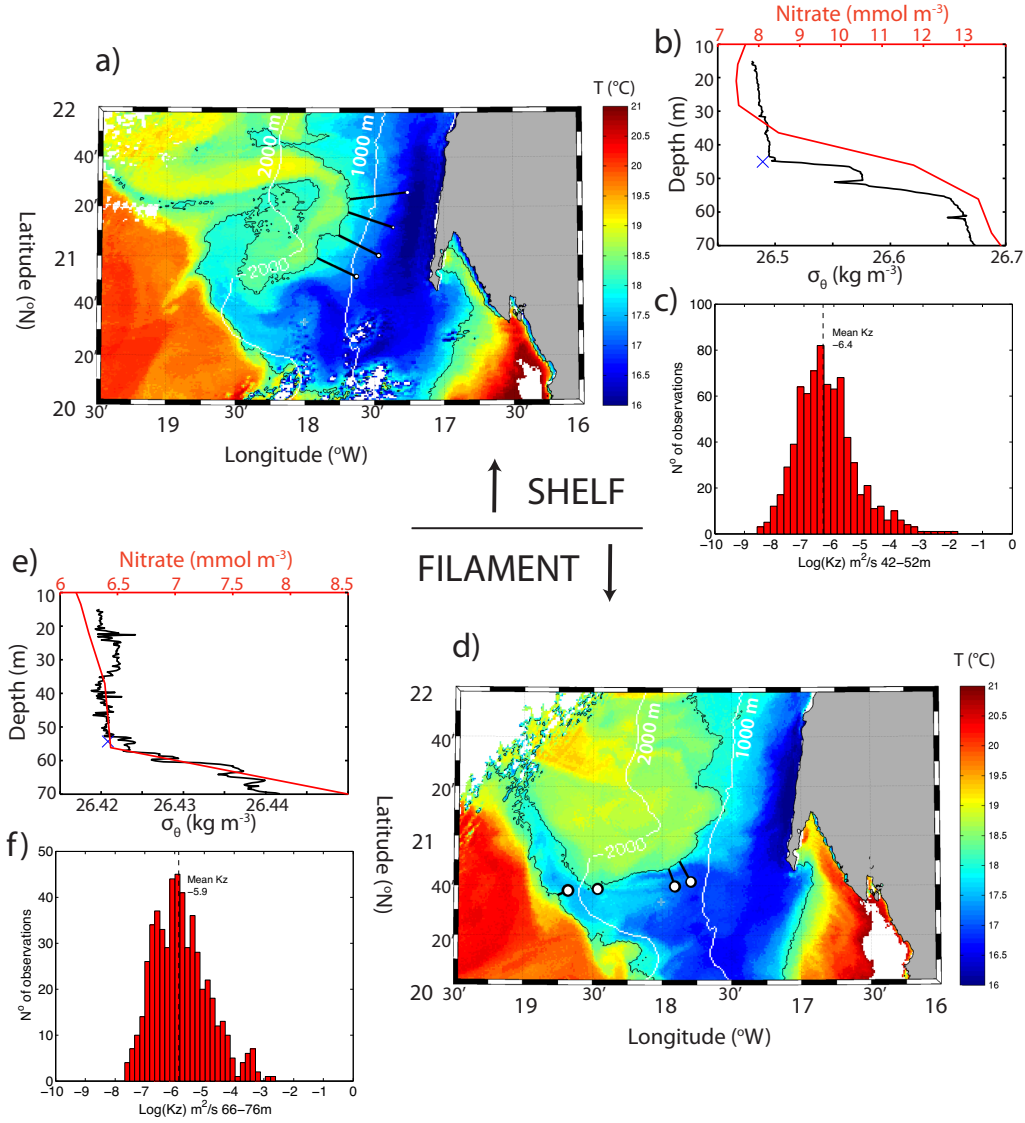 a)
T (°C)
22
40′
20′
21
40′
20′
20
Latitude (°N)
2000 m
1000 m
−2000
30′
19
30′
18
30′
17
30′
16
Longitude (°W)
21
20.5
20
19.5
19
18.5
18
17.5
17
16.5
16
b)
Nitrate (mmol m⁻³)
7 8 9 10 11 12 13
10
20
30
40
50
60
70
Depth (m)
26.5 26.6 26.7
σθ (kg m⁻³)
c)
100
80
60
40
20
0
Nº of observations
Mean Kz
−6.4
−10 −9 −8 −7 −6 −5 −4 −3 −2 −1 0
Log(Kz) m²/s 42−52m
SHELF
FILAMENT
e)
Nitrate (mmol m⁻³)
6 6.5 7 7.5 8 8.5
10
20
30
40
50
60
70
Depth (m)
26.42 26.43 26.44
σθ (kg m⁻³)
f)
50
40
30
20
10
0
Nº of observations
Mean Kz
−5.9
−10 −9 −8 −7 −6 −5 −4 −3 −2 −1 0
Log(Kz) m²/s 66−76m
d)
T (°C)
22
40′
20′
21
40′
20′
20
Latitude (°N)
2000 m
1000 m
−2000
30′
19
30′
18
30′
17
30′
16
Longitude (°W)
21
20.5
20
19.5
19
18.5
18
17.5
17
16.5
16